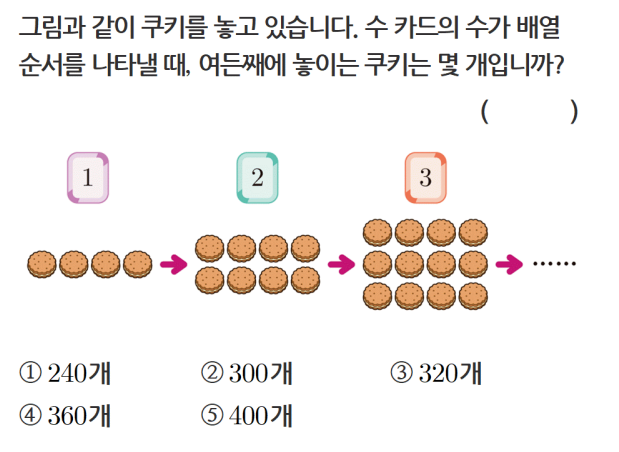 그림과 같이 쿠키를 놓고 있습니다. 수 카드의 수가 배열
순서를 나타낼 때, 여든째에 놓이는 쿠키는 몇 개입니까?
( )
1 2 3
⋯⋯
① 240개 ② 300개 ③ 320개
④ 360개 ⑤ 400개